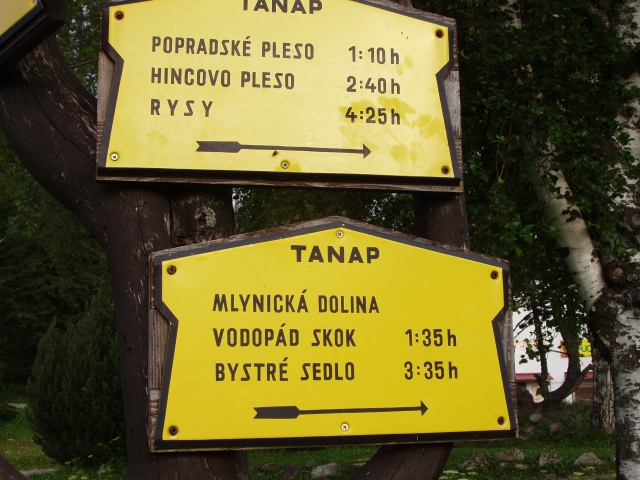 TANAP
POPRADSKÉ PLESO 1:10 h
HINCOVO PLESO 2:40 h
RYSY 4:25 h
TANAP
MLYNICKÁ DOLINA
VODOPÁD SKOK 1:35 h
BYSTRÉ SEDLO 3:35 h